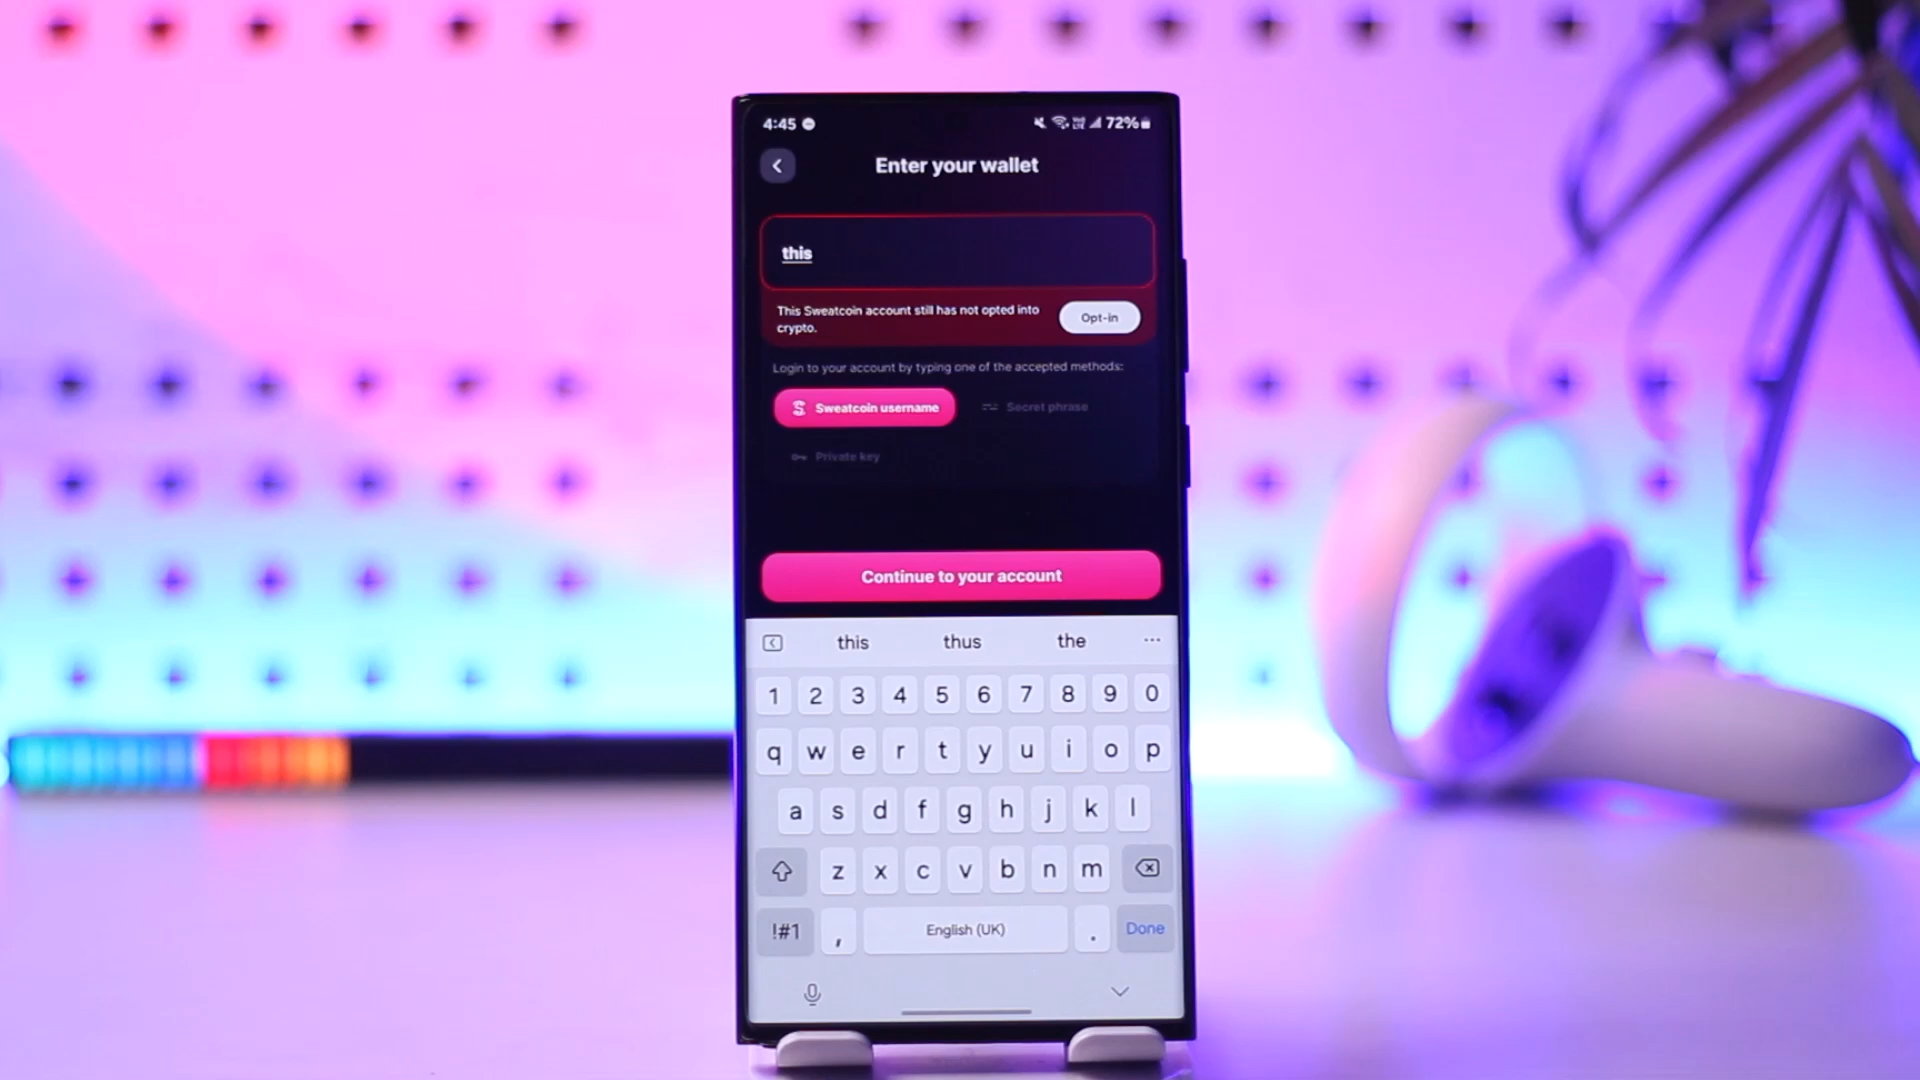 4:45
72%
Enter your wallet
this
This Sweatcoin account still has not opted into
crypto.
Opt-in
Login to your account by typing one of the accepted methods:
Sweatcoin username
Secret phrase
Private key
Continue to your account
this thus the ...
1 2 3 4 5 6 7 8 9 0
q w e r t y u i o p
a s d f g h j k l
z x c v b n m
!#1 , English (UK) . Done